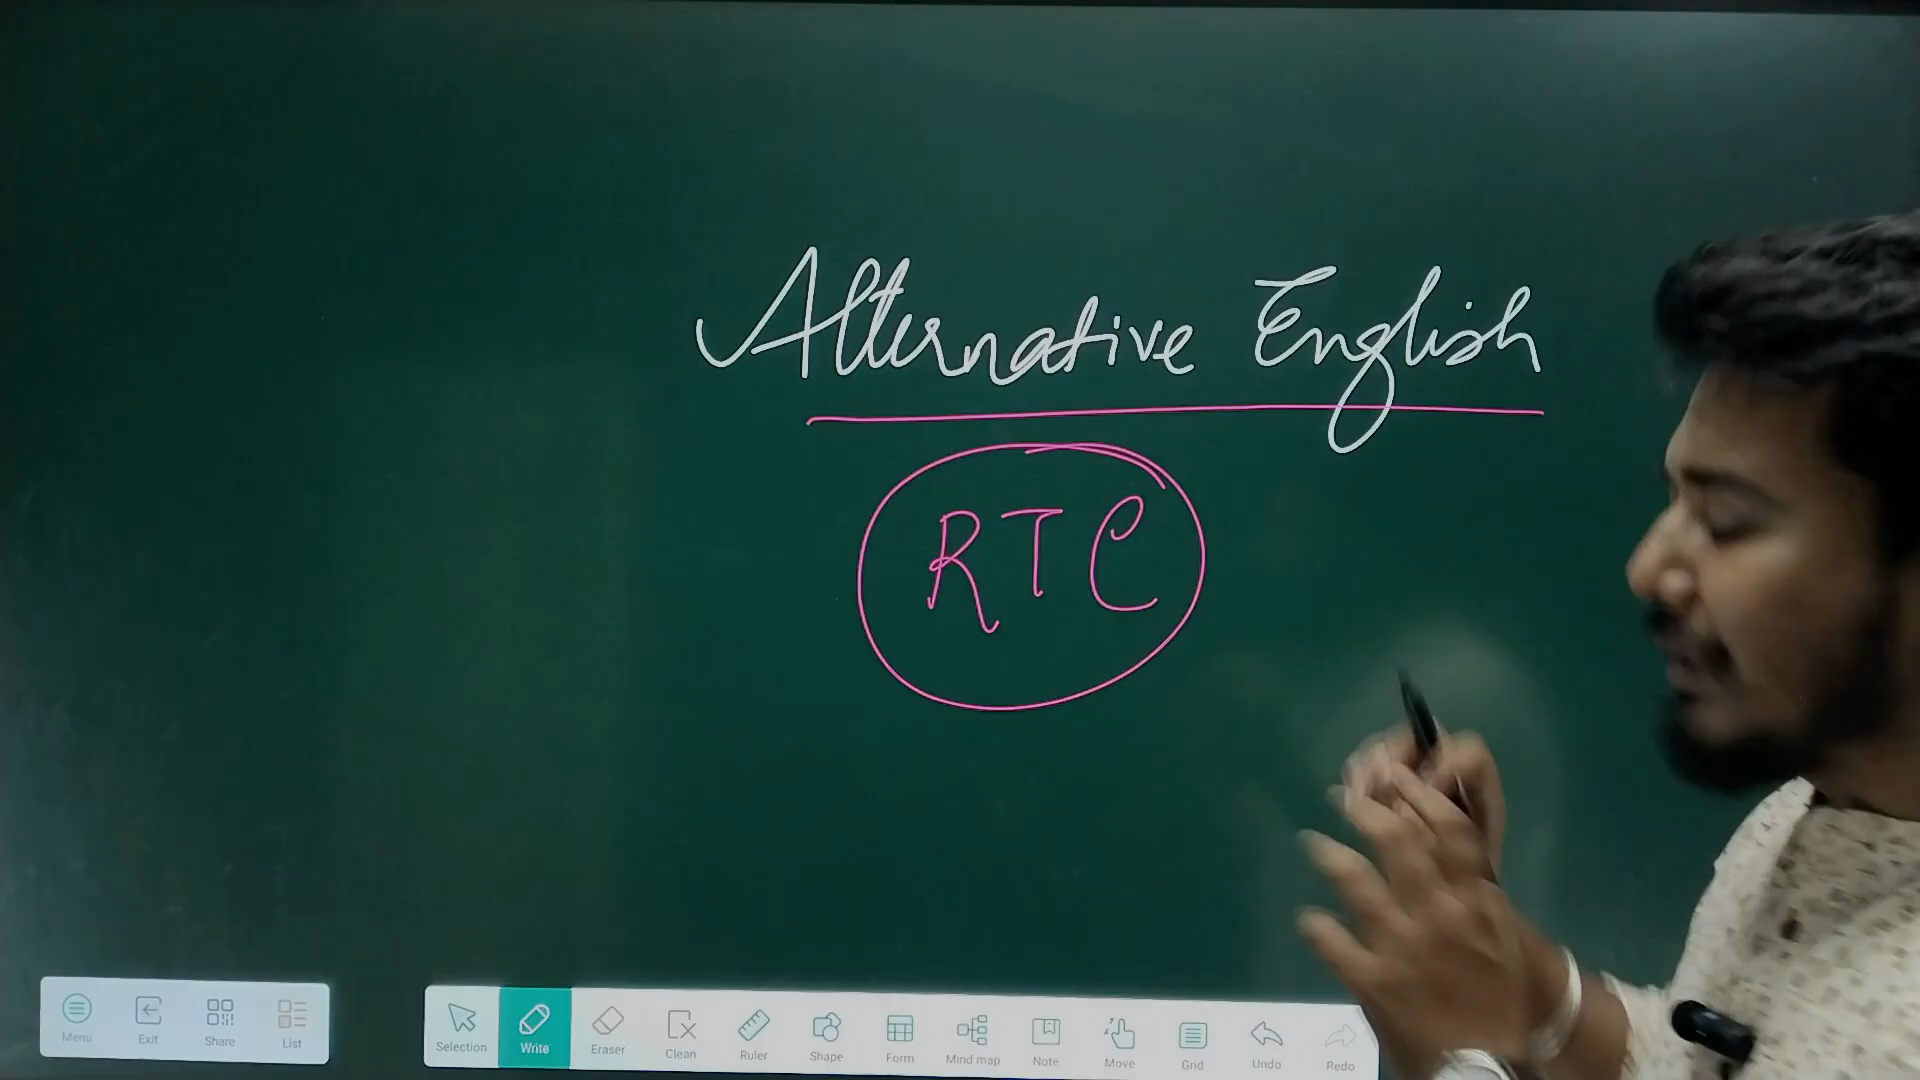 Alternative English
RTC
Menu Exit Share List
Selection Write Eraser Clean Ruler Shape Form Mind map Note Move Grid Undo Redo